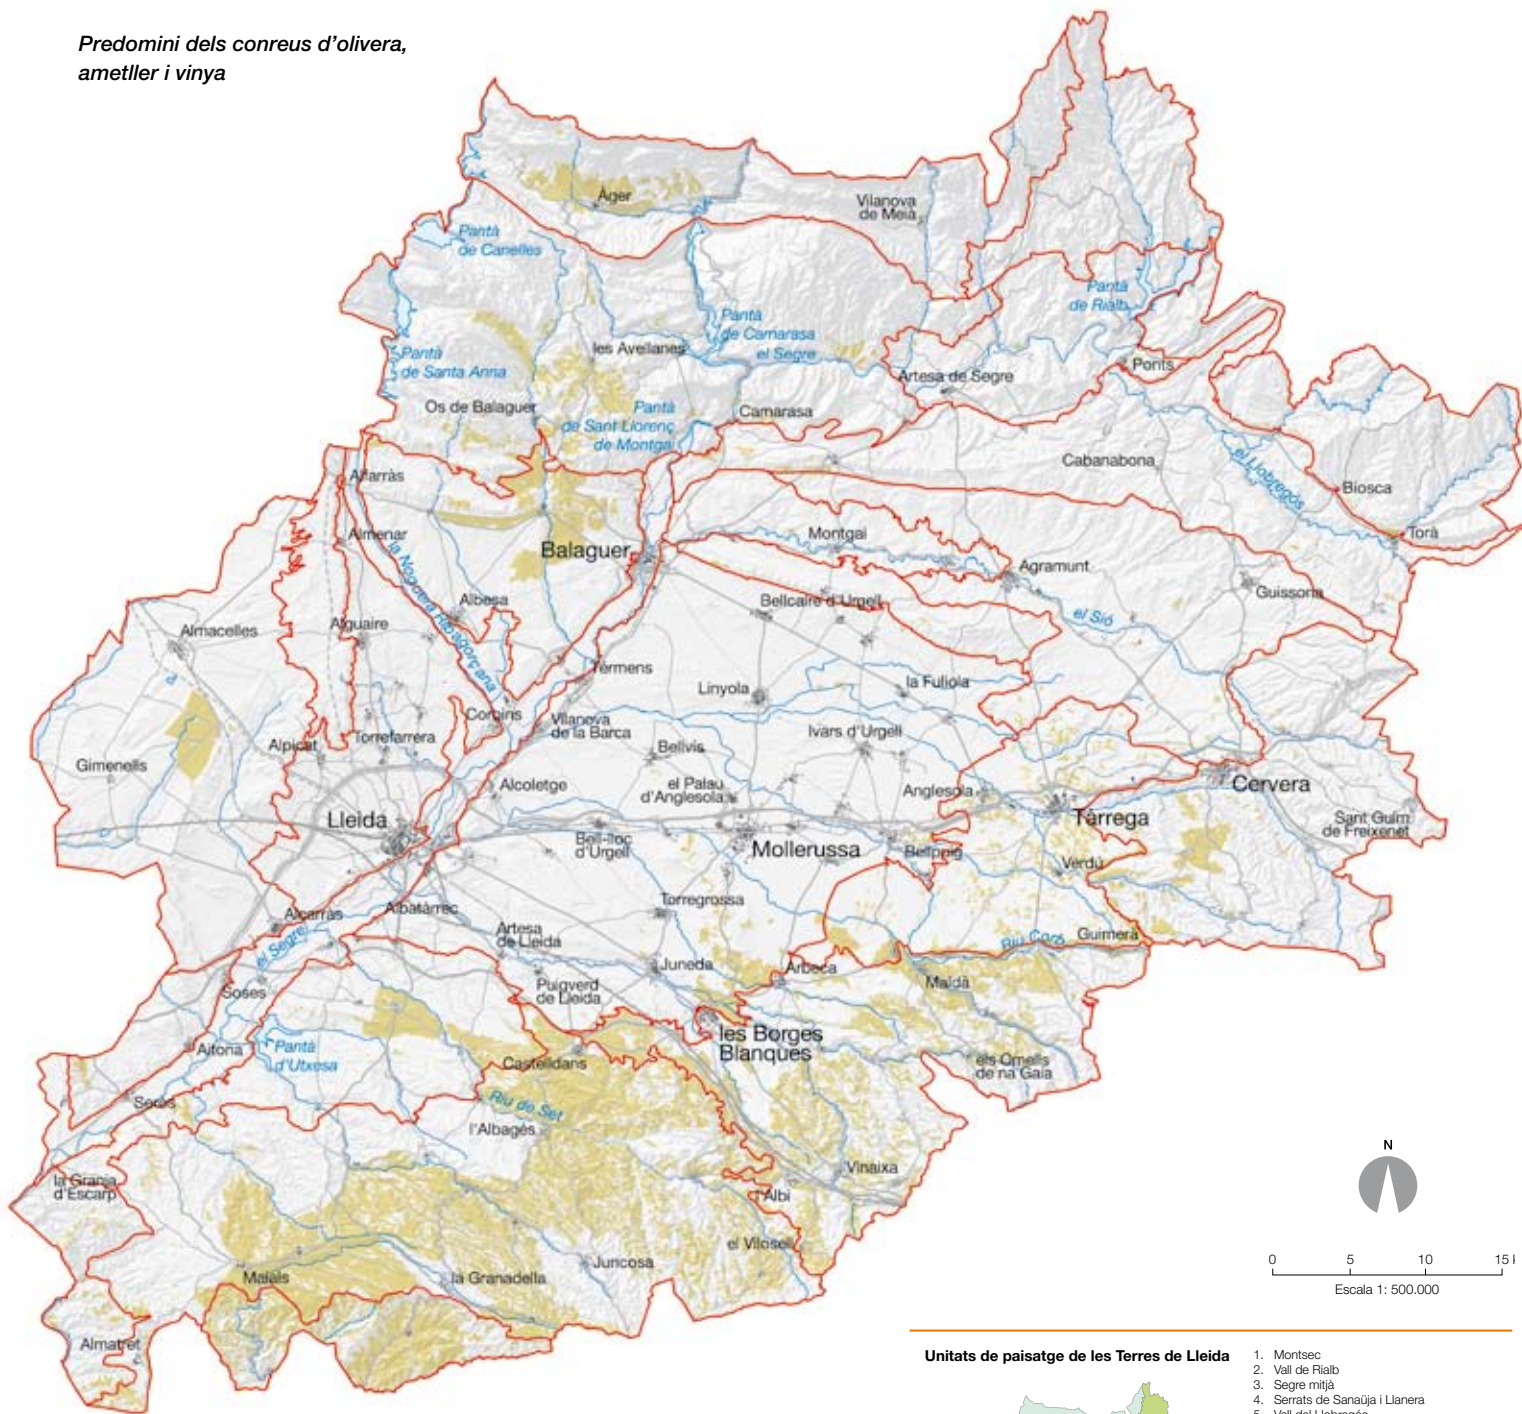 Predomini dels conreus d'olivera,
ametller i vinya
Àger
Vilanova
de Meià
Pantà
de Canelles
Pantà
de Rialb
Pantà
de Camarasa
el Segre
les Avellanes
Pantà
de Santa Anna
Ponts
Artesa de Segre
Os de Balaguer
Pantà
de Sant Llorenç
de Montgai
Camarasa
el Llobregós
Cabanabona
Biosca
Alfarràs
Torà
Almenar
Montgai
Balaguer
Agramunt
la Noguera Ribagorçana
Guissona
Albesa
Bellcaire d'Urgell
el Sió
Almacelles
Alguaire
Térmens
Linyola
la Fuliola
Corbins
Vilanova
de la Barca
Ivars d'Urgell
Alpicat
Torrefarrera
Bellvís
Gimenells
Alcoletge
el Palau
d'Anglesola
Anglesola
Cervera
Lleida
Tàrrega
Sant Guim
de Freixenet
Bell-lloc
d'Urgell
Mollerussa
Bellpuig
Verdú
Torregrossa
Alcarràs
Albatàrrec
el Segre
Artesa
de Lleida
Riu Corb
Guimerà
Juneda
Arbeca
Maldà
Soses
Puigverd
de Lleida
les Borges
Blanques
Aitona
Pantà
d'Utxesa
Castelldans
els Omells
de na Gaia
Seròs
Riu de Set
l'Albagés
Vinaixa
la Granja
d'Escarp
l'Albi
el Vilosell
Juncosa
Maials
la Granadella
Almatret
N
0 5 10 15
Escala 1: 500.000
Unitats de paisatge de les Terres de Lleida
1. Montsec
2. Vall de Rialb
3. Segre mitjà
4. Serrats de Sanaüja i Llanera